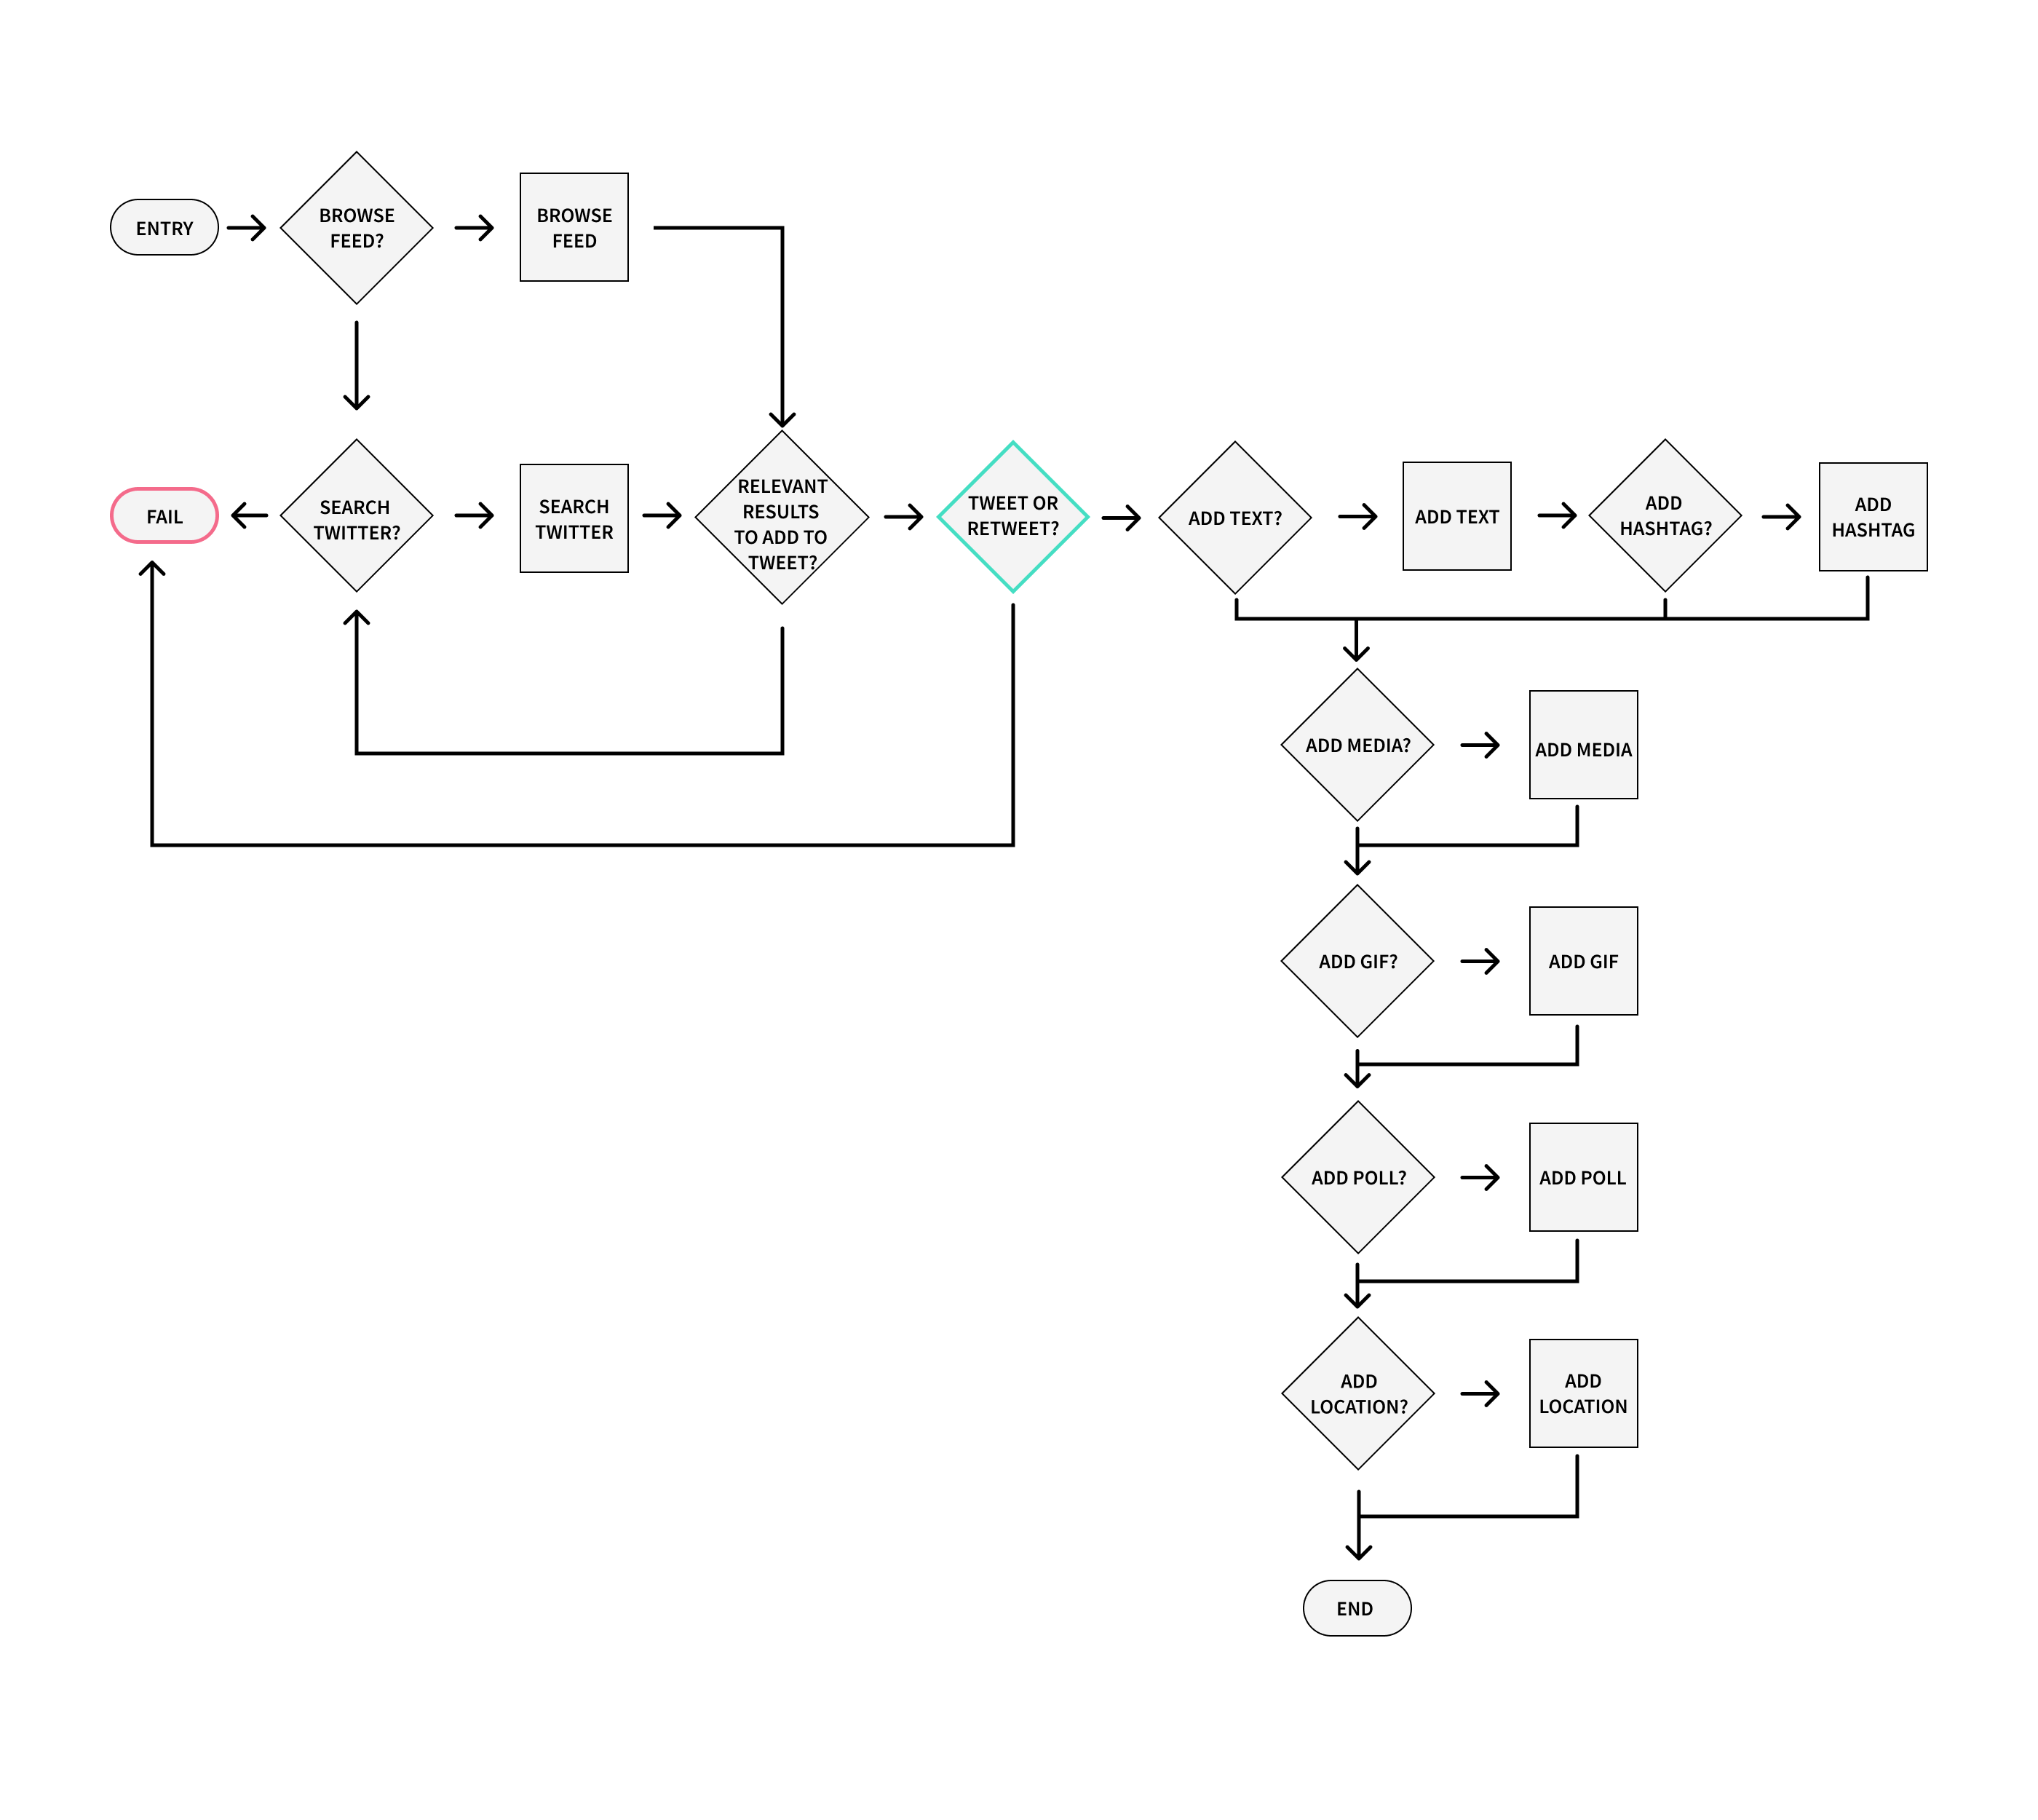 ENTRY
BROWSE
FEED?
BROWSE
FEED
FAIL
SEARCH
TWITTER?
SEARCH
TWITTER
RELEVANT
RESULTS
TO ADD TO
TWEET?
TWEET OR
RETWEET?
ADD TEXT?
ADD TEXT
ADD
HASHTAG?
ADD
HASHTAG
ADD MEDIA?
ADD MEDIA
ADD GIF?
ADD GIF
ADD POLL?
ADD POLL
ADD
LOCATION?
ADD
LOCATION
END